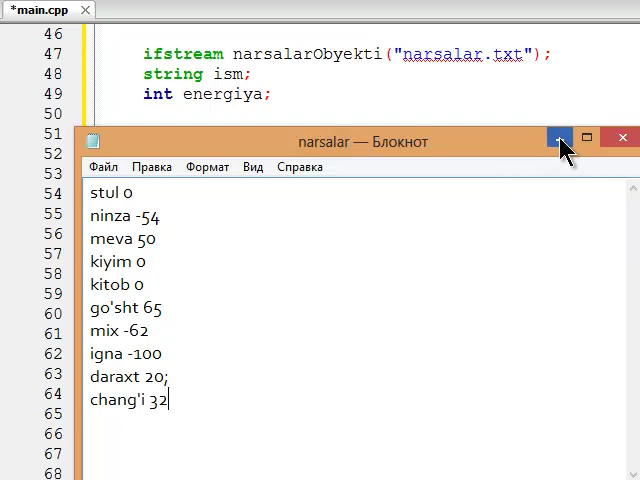 *main.cpp
46
47 ifstream narsalarObyekti("narsalar.txt");
48 string ism;
49 int energiya;
50
51
52
53
54
55
56
57
58
59
60
61
62
63
64
65
66
67
68
narsalar — Блокнот
Файл Правка Формат Вид Справка
stul 0
ninza -54
meva 50
kiyim 0
kitob 0
go'sht 65
mix -62
igna -100
daraxt 20;
chang'i 32